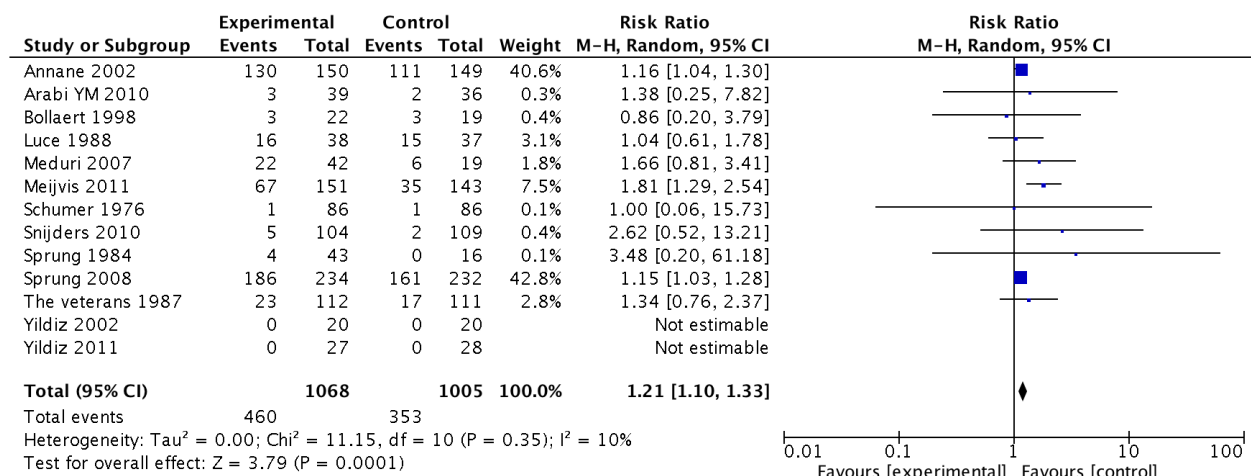 Experimental Control Risk Ratio Risk Ratio
Study or Subgroup Events Total Events Total Weight M-H, Random, 95% CI M-H, Random, 95% CI
Annane 2002 130 150 111 149 40.6% 1.16 [1.04, 1.30]
Arabi YM 2010 3 39 2 36 0.3% 1.38 [0.25, 7.82]
Bollaert 1998 3 22 3 19 0.4% 0.86 [0.20, 3.79]
Luce 1988 16 38 15 37 3.1% 1.04 [0.61, 1.78]
Meduri 2007 22 42 6 19 1.8% 1.66 [0.81, 3.41]
Meijvis 2011 67 151 35 143 7.5% 1.81 [1.29, 2.54]
Schumer 1976 1 86 1 86 0.1% 1.00 [0.06, 15.73]
Snijders 2010 5 104 2 109 0.4% 2.62 [0.52, 13.21]
Sprung 1984 4 43 0 16 0.1% 3.48 [0.20, 61.18]
Sprung 2008 186 234 161 232 42.8% 1.15 [1.03, 1.28]
The veterans 1987 23 112 17 111 2.8% 1.34 [0.76, 2.37]
Yildiz 2002 0 20 0 20 Not estimable
Yildiz 2011 0 27 0 28 Not estimable
Total (95% CI) 1068 1005 100.0% 1.21 [1.10, 1.33]
Total events 460 353
Heterogeneity: Tau² = 0.00; Chi² = 11.15, df = 10 (P = 0.35); I² = 10%
Test for overall effect: Z = 3.79 (P = 0.0001)
0.01 0.1 1 10 100
Favours [experimental] Favours [control]